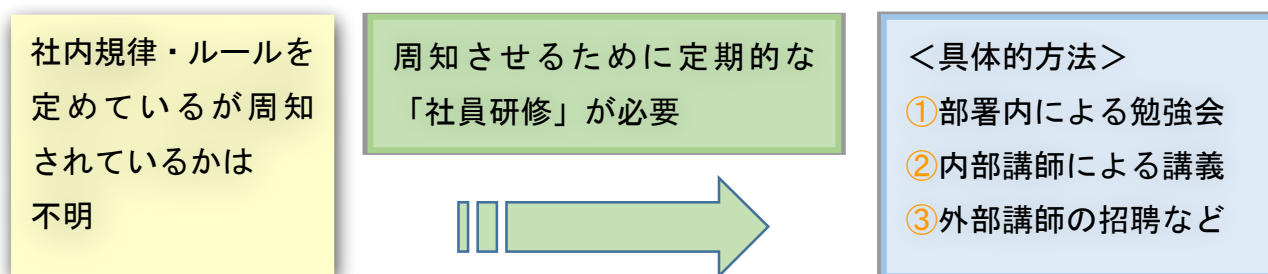 社内規律・ルールを
定めているが周知
されているかは
不明
周知させるために定期的な
「社員研修」が必要
＜具体的方法＞
①部署内による勉強会
②内部講師による講義
③外部講師の招聘など